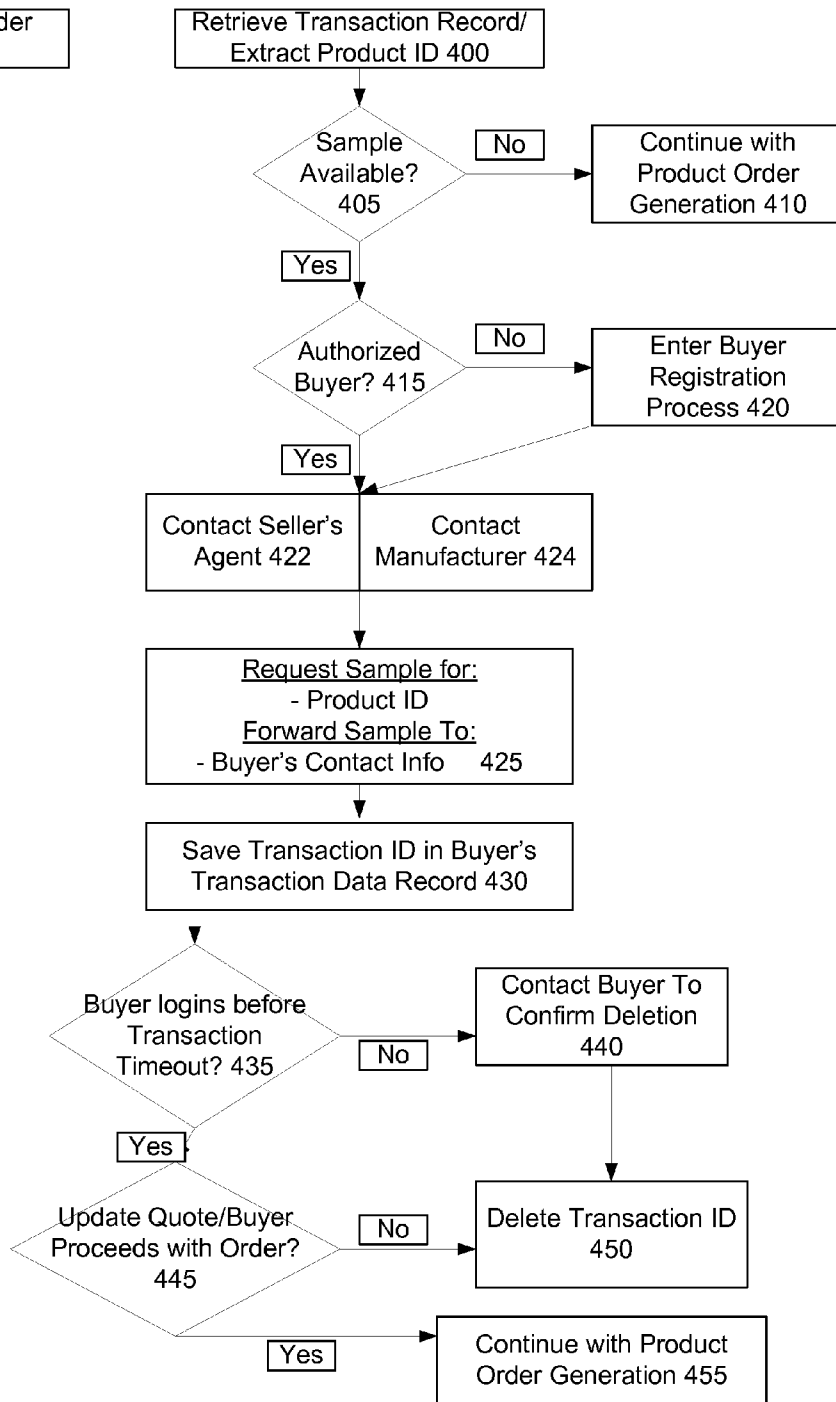 der
Retrieve Transaction Record/
Extract Product ID 400
Sample
Available?
405
No
Continue with
Product Order
Generation 410
Yes
Authorized
Buyer? 415
No
Enter Buyer
Registration
Process 420
Yes
Contact Seller's
Agent 422
Contact
Manufacturer 424
Request Sample for:
- Product ID
Forward Sample To:
- Buyer's Contact Info 425
Save Transaction ID in Buyer's
Transaction Data Record 430
Buyer logins before
Transaction
Timeout? 435
No
Contact Buyer To
Confirm Deletion
440
Yes
Update Quote/Buyer
Proceeds with Order?
445
No
Delete Transaction ID
450
Yes
Continue with Product
Order Generation 455